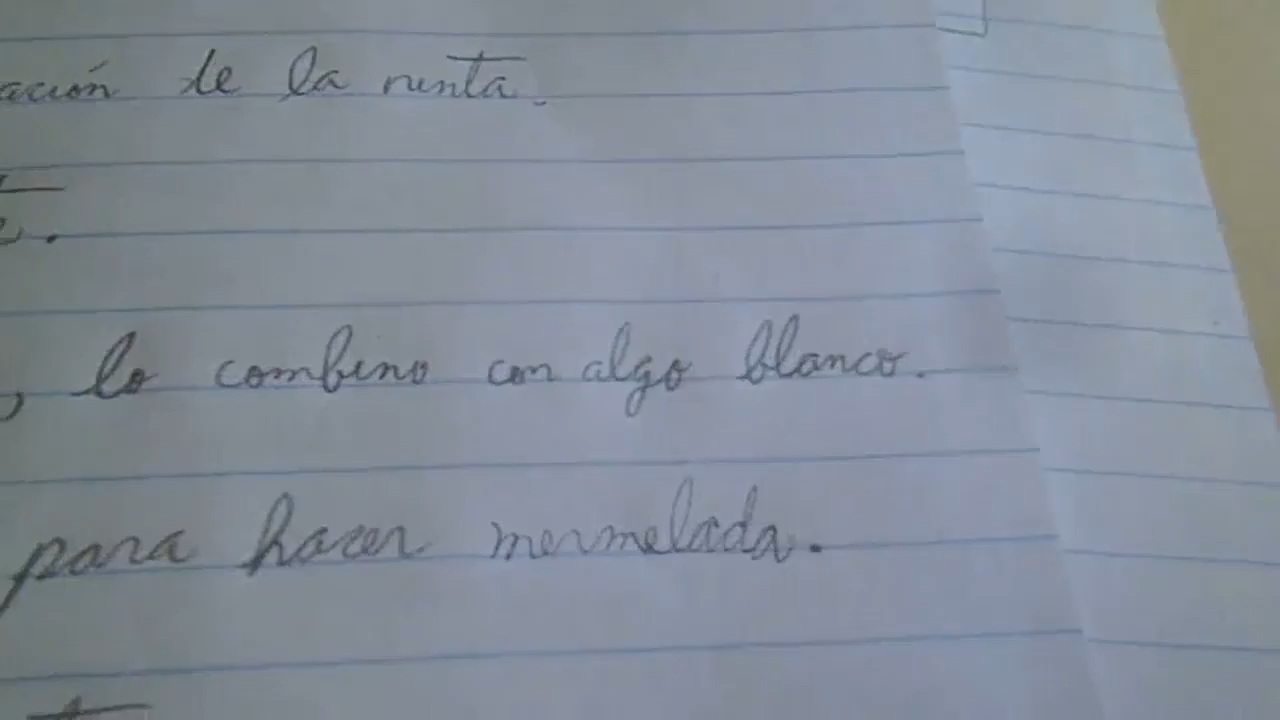 ación de la renta.
, lo combino con algo blanco.
para hacer mermelada.